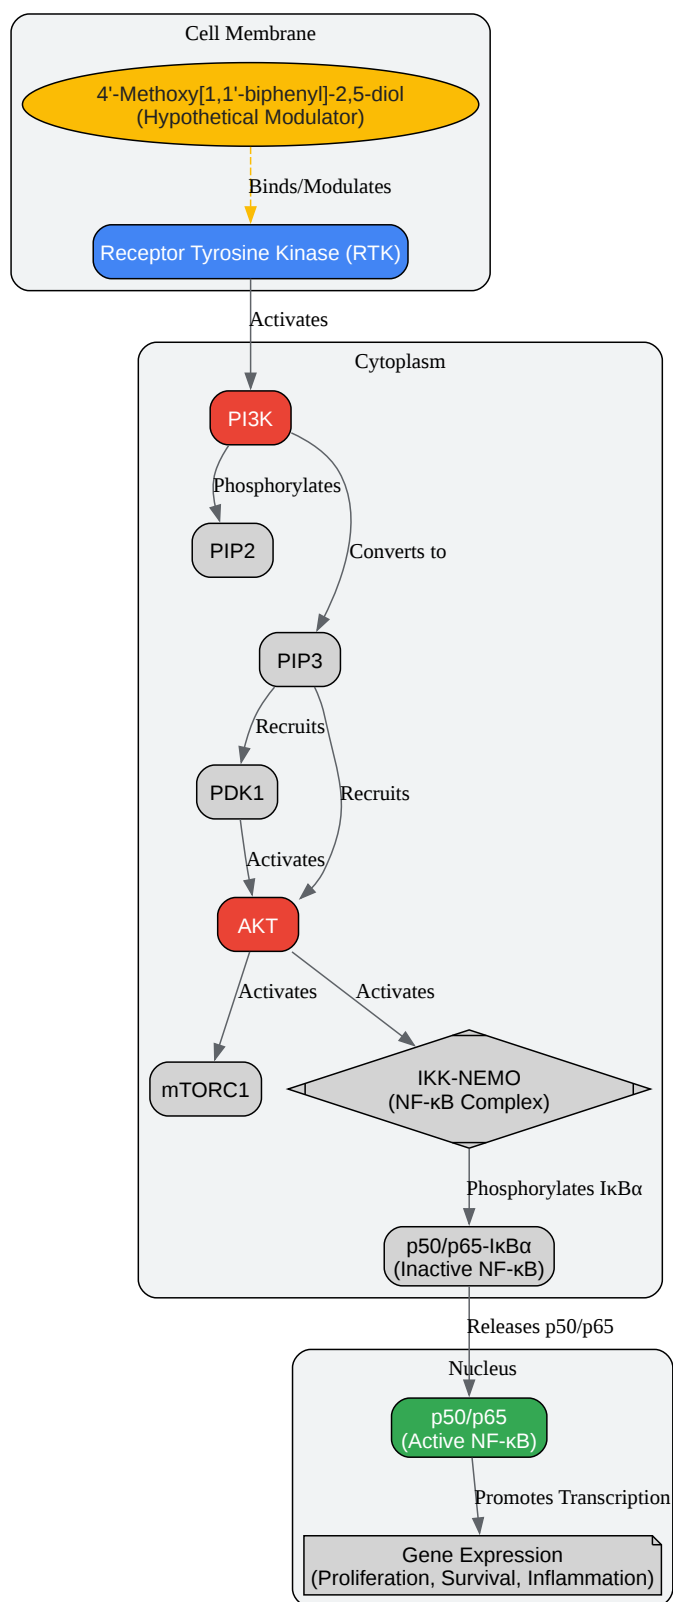 Cell Membrane
4'-Methoxy[1,1'-biphenyl]-2,5-diol
(Hypothetical Modulator)
Binds/Modulates
Receptor Tyrosine Kinase (RTK)
Activates
Cytoplasm
PI3K
Phosphorylates
PIP2
Converts to
PIP3
Recruits
PDK1
Recruits
Activates
AKT
Activates
Activates
mTORC1
IKK-NEMO
(NF-κB Complex)
Phosphorylates IκBα
p50/p65-IκBα
(Inactive NF-κB)
Releases p50/p65
Nucleus
p50/p65
(Active NF-κB)
Promotes Transcription
Gene Expression
(Proliferation, Survival, Inflammation)